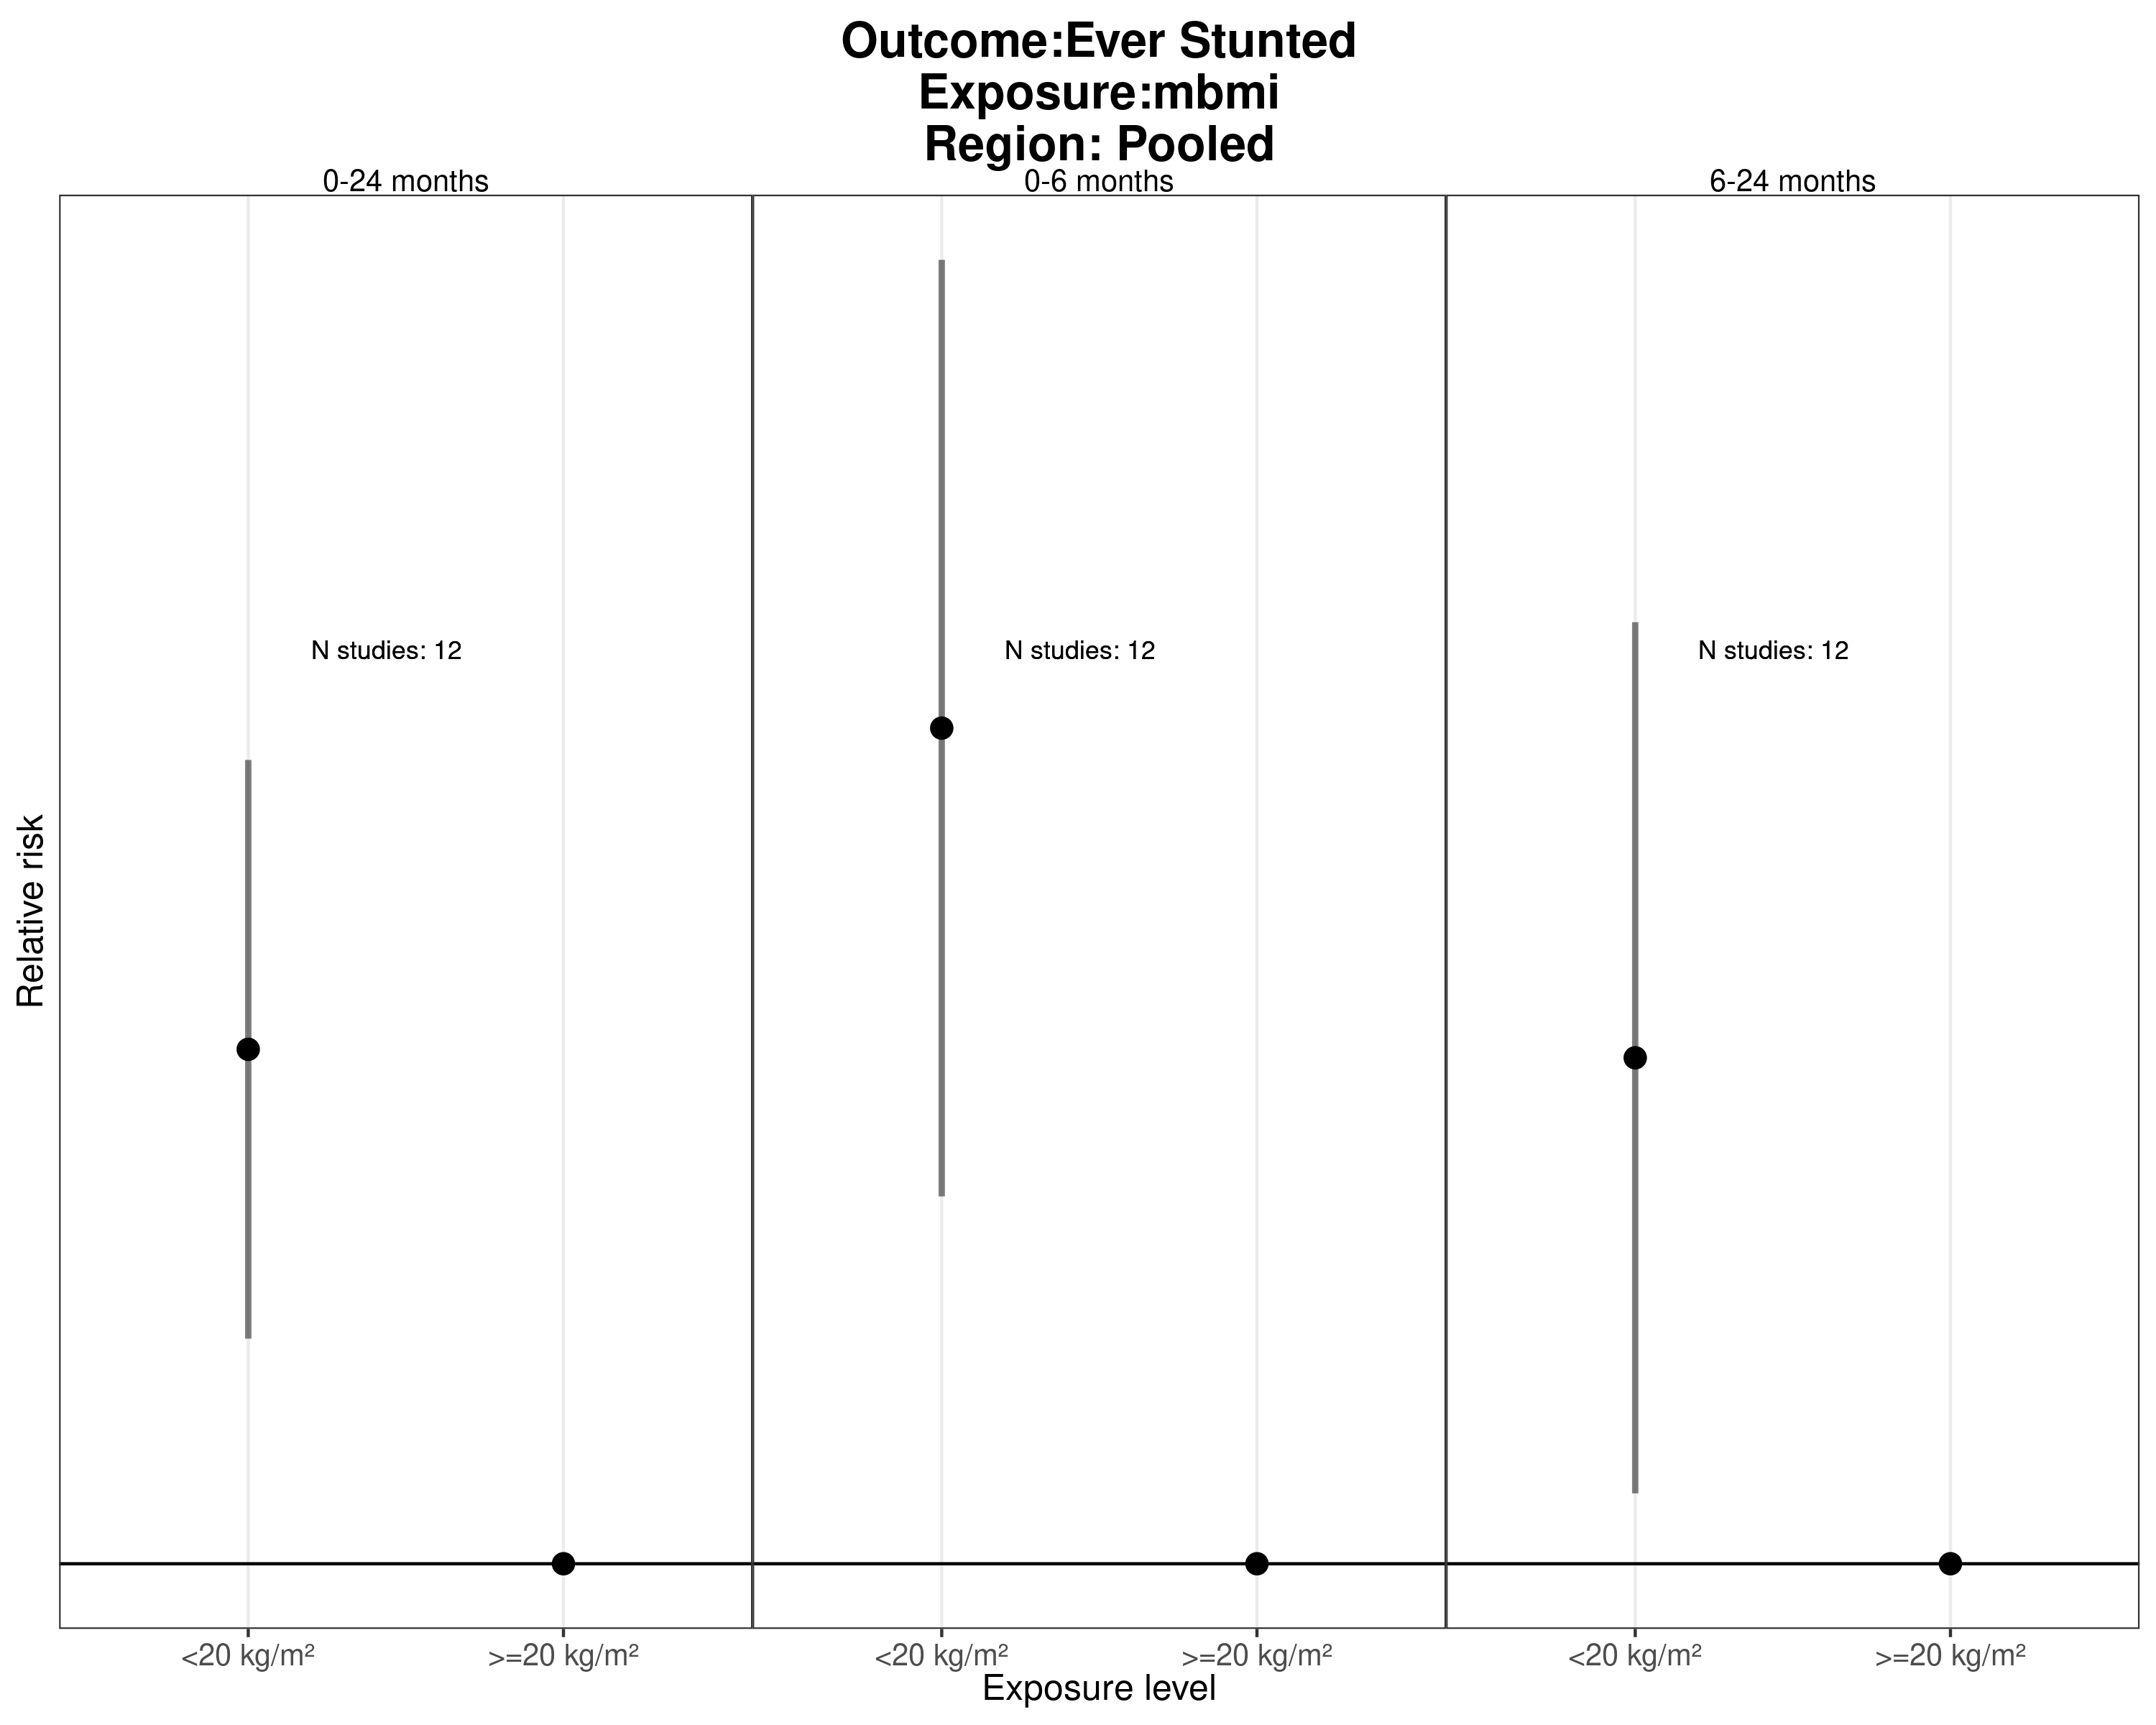 Outcome:Ever Stunted
Exposure:mbmi
Region: Pooled
0-24 months
0-6 months
6-24 months
N studies: 12
N studies: 12
N studies: 12
Relative risk
<20 kg/m²
>=20 kg/m²
<20 kg/m²
>=20 kg/m²
<20 kg/m²
>=20 kg/m²
Exposure level